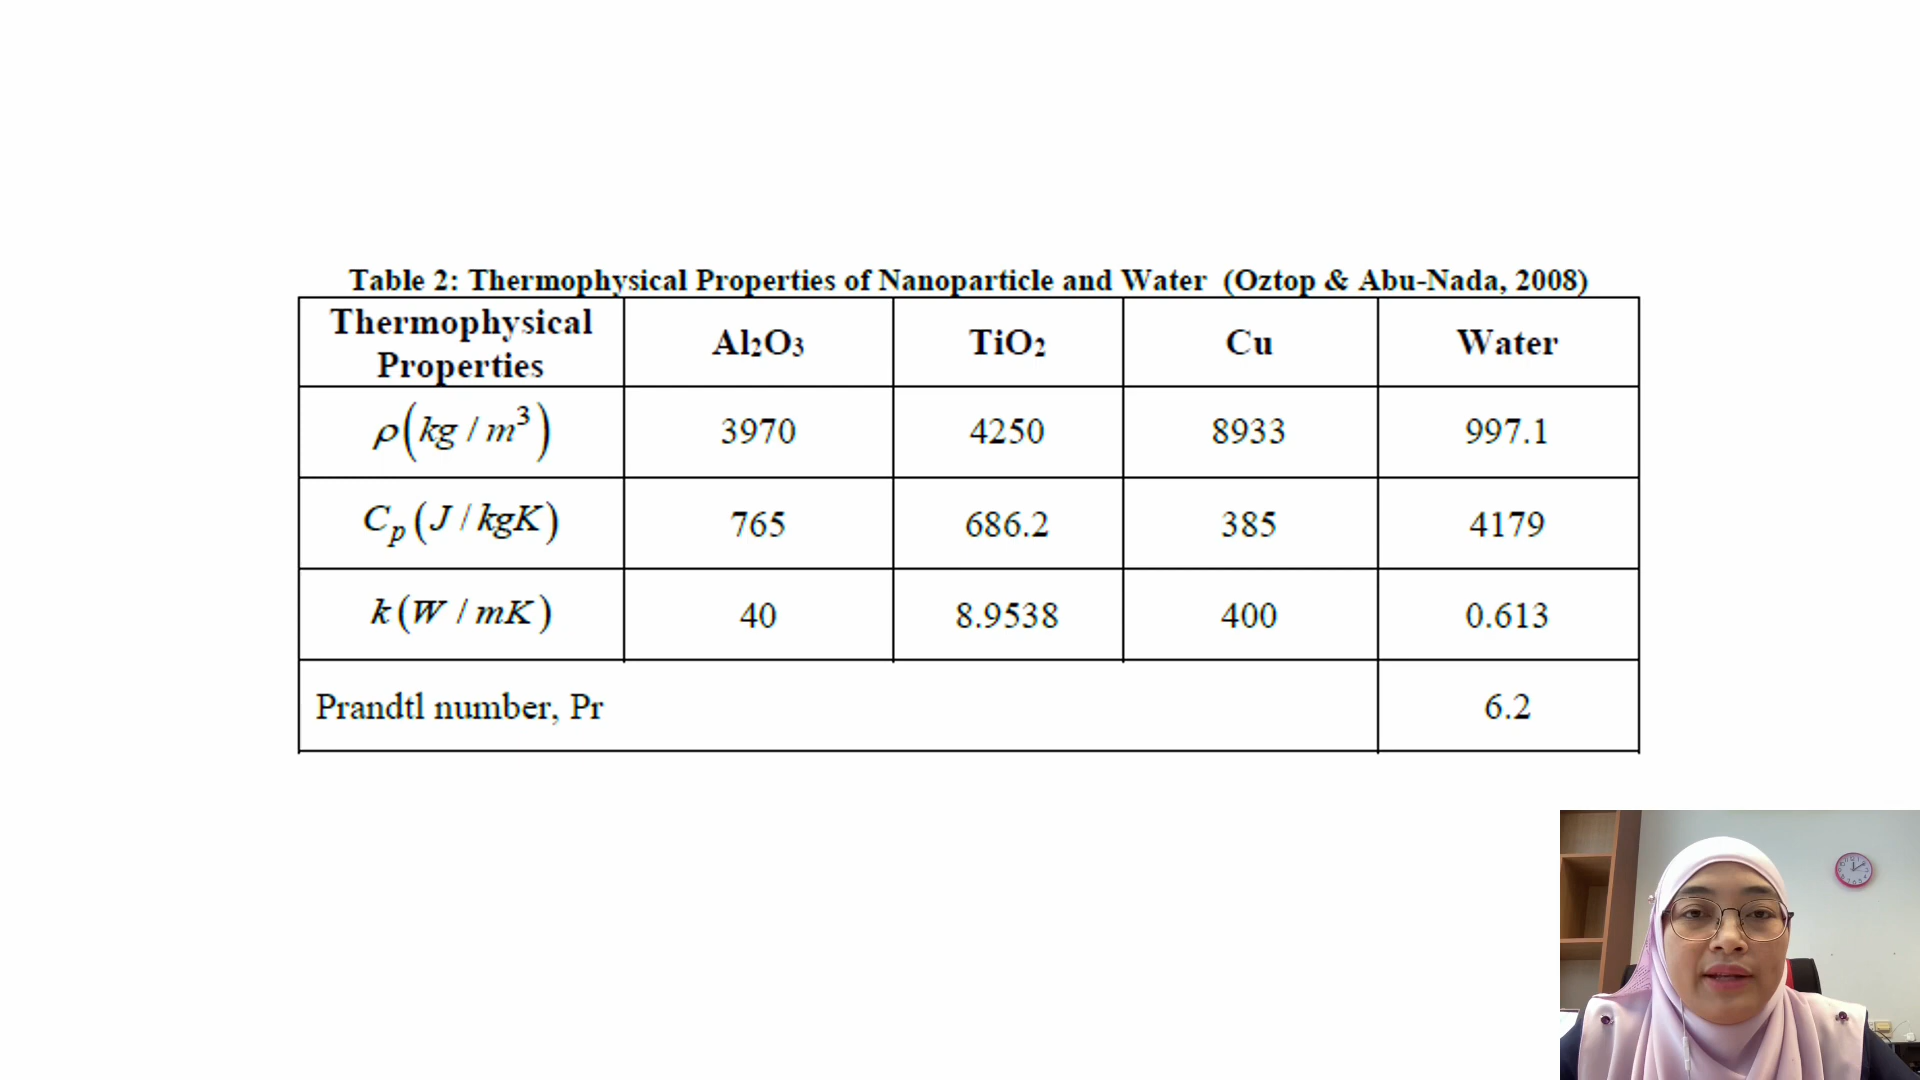 Table 2: Thermophysical Properties of Nanoparticle and Water (Oztop & Abu-Nada, 2008)
Thermophysical Properties Al₂O₃ TiO₂ Cu Water
ρ(kg / m³) 3970 4250 8933 997.1
Cₚ(J / kgK) 765 686.2 385 4179
k(W / mK) 40 8.9538 400 0.613
Prandtl number, Pr 6.2